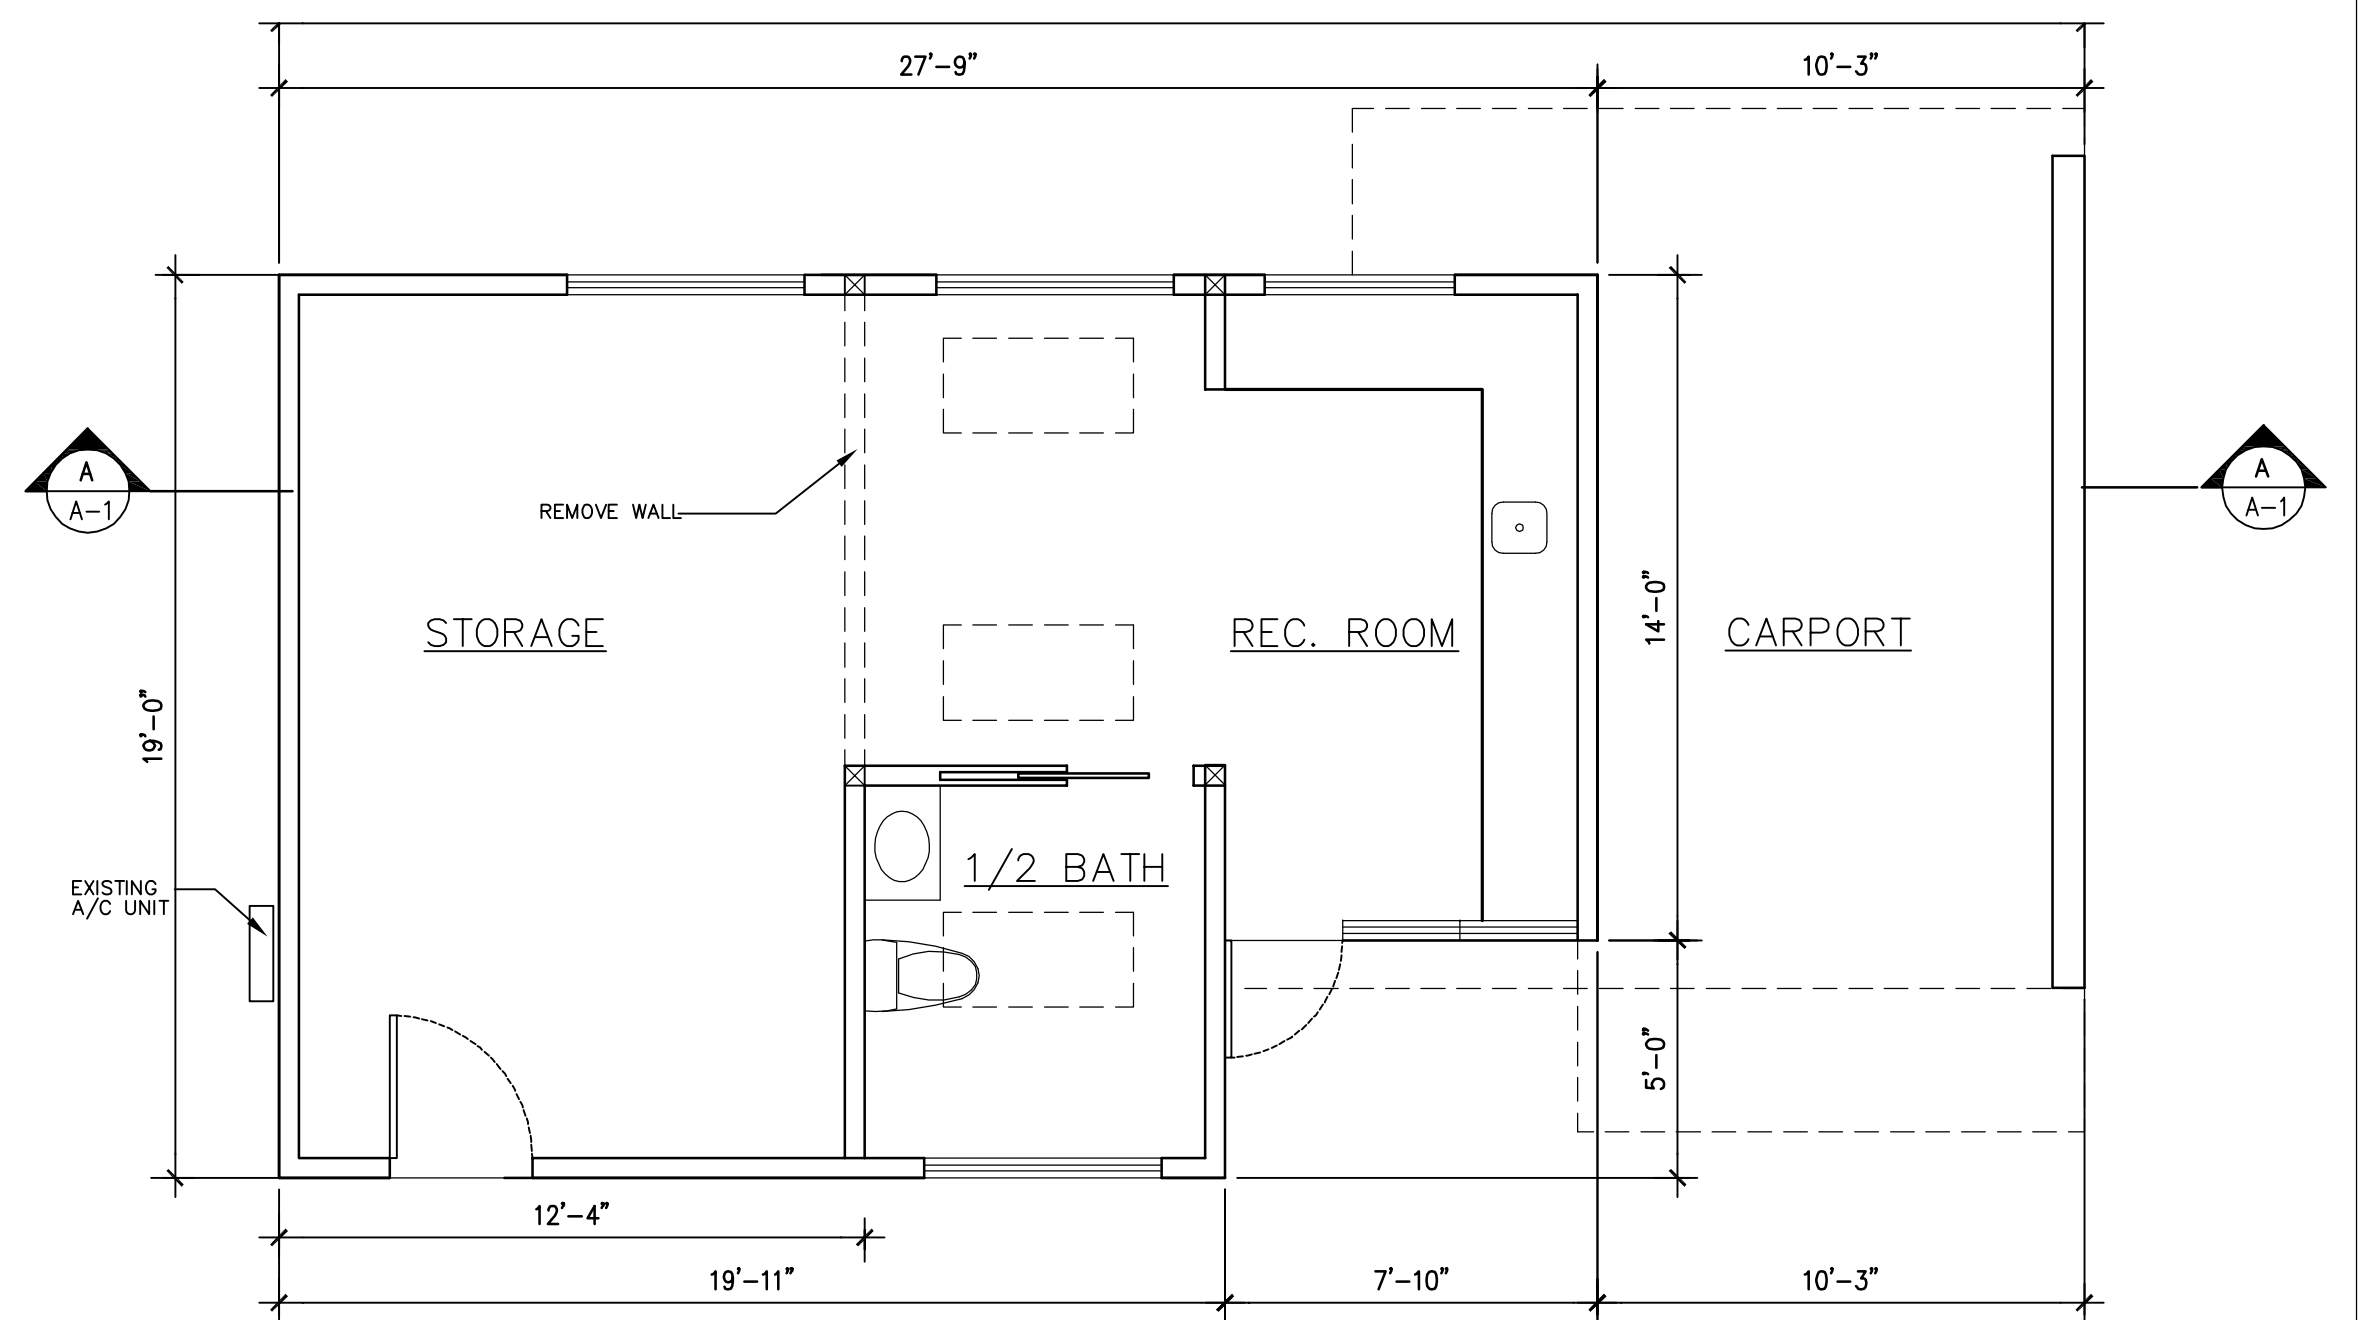 27'-9"
10'-3"
A
A-1
A
A-1
REMOVE WALL
STORAGE
REC. ROOM
14'-0"
CARPORT
19'-0"
1/2 BATH
EXISTING
A/C UNIT
5'-0"
12'-4"
19'-11"
7'-10"
10'-3"